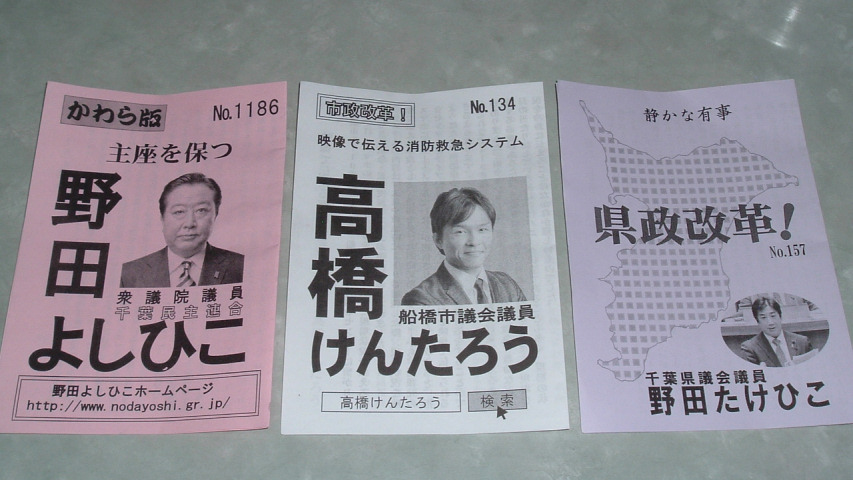 かわら版
No.1186
主座を保つ
野田
よしひこ
衆議院議員
千葉民主連合
野田よしひこホームページ
http://www.nodayoshi.gr.jp/
市政改革！
No.134
映像で伝える消防救急システム
高橋
けんたろう
船橋市議会議員
高橋けんたろう
検索
静かな有事
県政改革！
No.157
千葉県議会議員
野田たけひこ